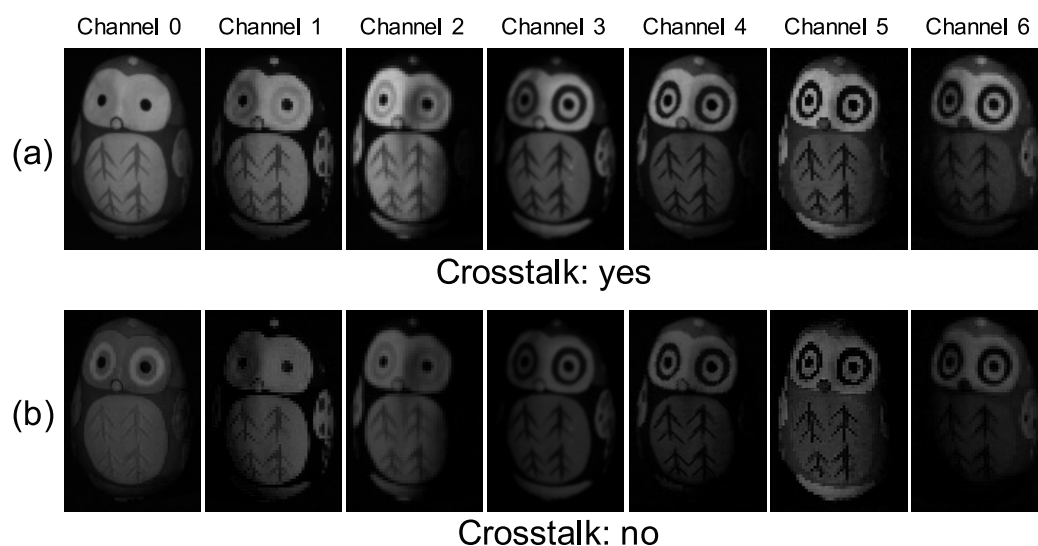 Channel 0 Channel 1 Channel 2 Channel 3 Channel 4 Channel 5 Channel 6
(a)
Crosstalk: yes
(b)
Crosstalk: no